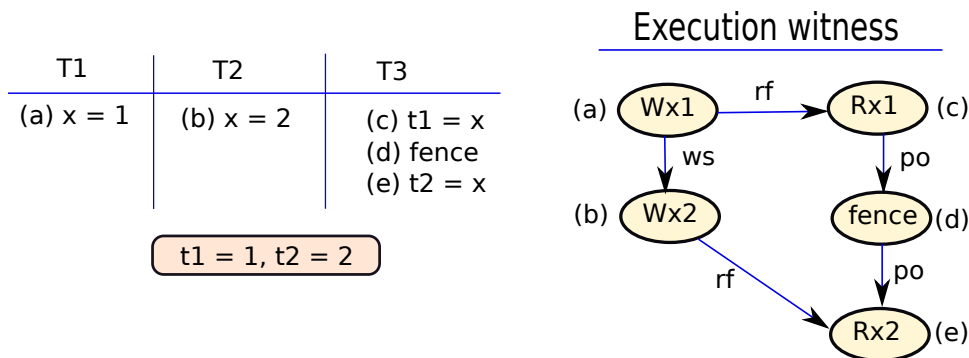 Execution witness
T1 T2 T3
(a) x = 1 (b) x = 2 (c) t1 = x
(d) fence
(e) t2 = x
t1 = 1, t2 = 2
(a) Wx1 rf Rx1 (c)
ws po
(b) Wx2 fence (d)
rf po
Rx2 (e)